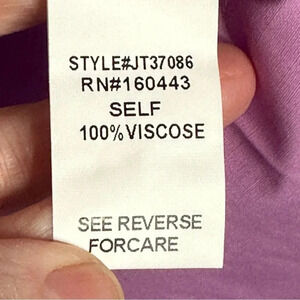 STYLE#JT37086
RN#160443
SELF
100%VISCOSE
SEE REVERSE
FORCARE